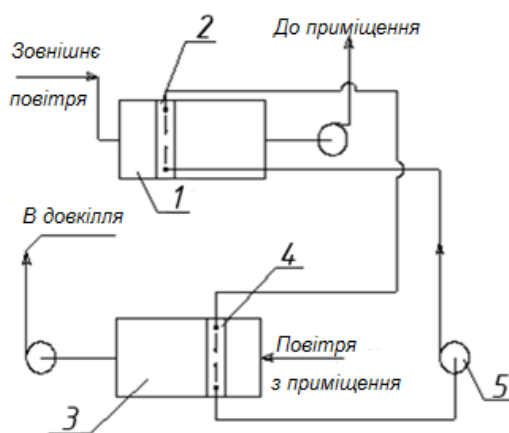 2
До приміщення
Зовнішнє
повітря
1
В довкілля
4
Повітря
з приміщення
3
5